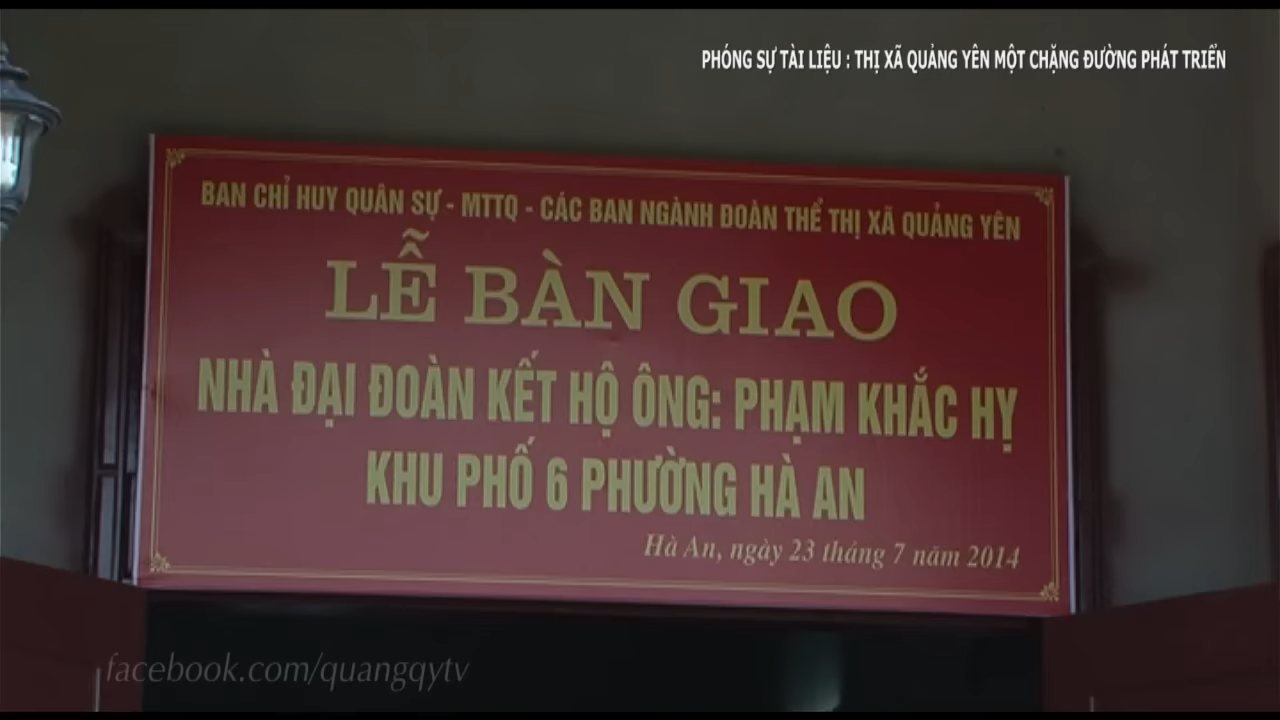 PHÓNG SỰ TÀI LIỆU : THỊ XÃ QUẢNG YÊN MỘT CHẶNG ĐƯỜNG PHÁT TRIỂN
BAN CHỈ HUY QUÂN SỰ - MTTQ - CÁC BAN NGÀNH ĐOÀN THỂ THỊ XÃ QUẢNG YÊN
LỄ BÀN GIAO
NHÀ ĐẠI ĐOÀN KẾT HỘ ÔNG: PHẠM KHẮC HỴ
KHU PHỐ 6 PHƯỜNG HÀ AN
Hà An, ngày 23 tháng 7 năm 2014
facebook.com/quangqytv